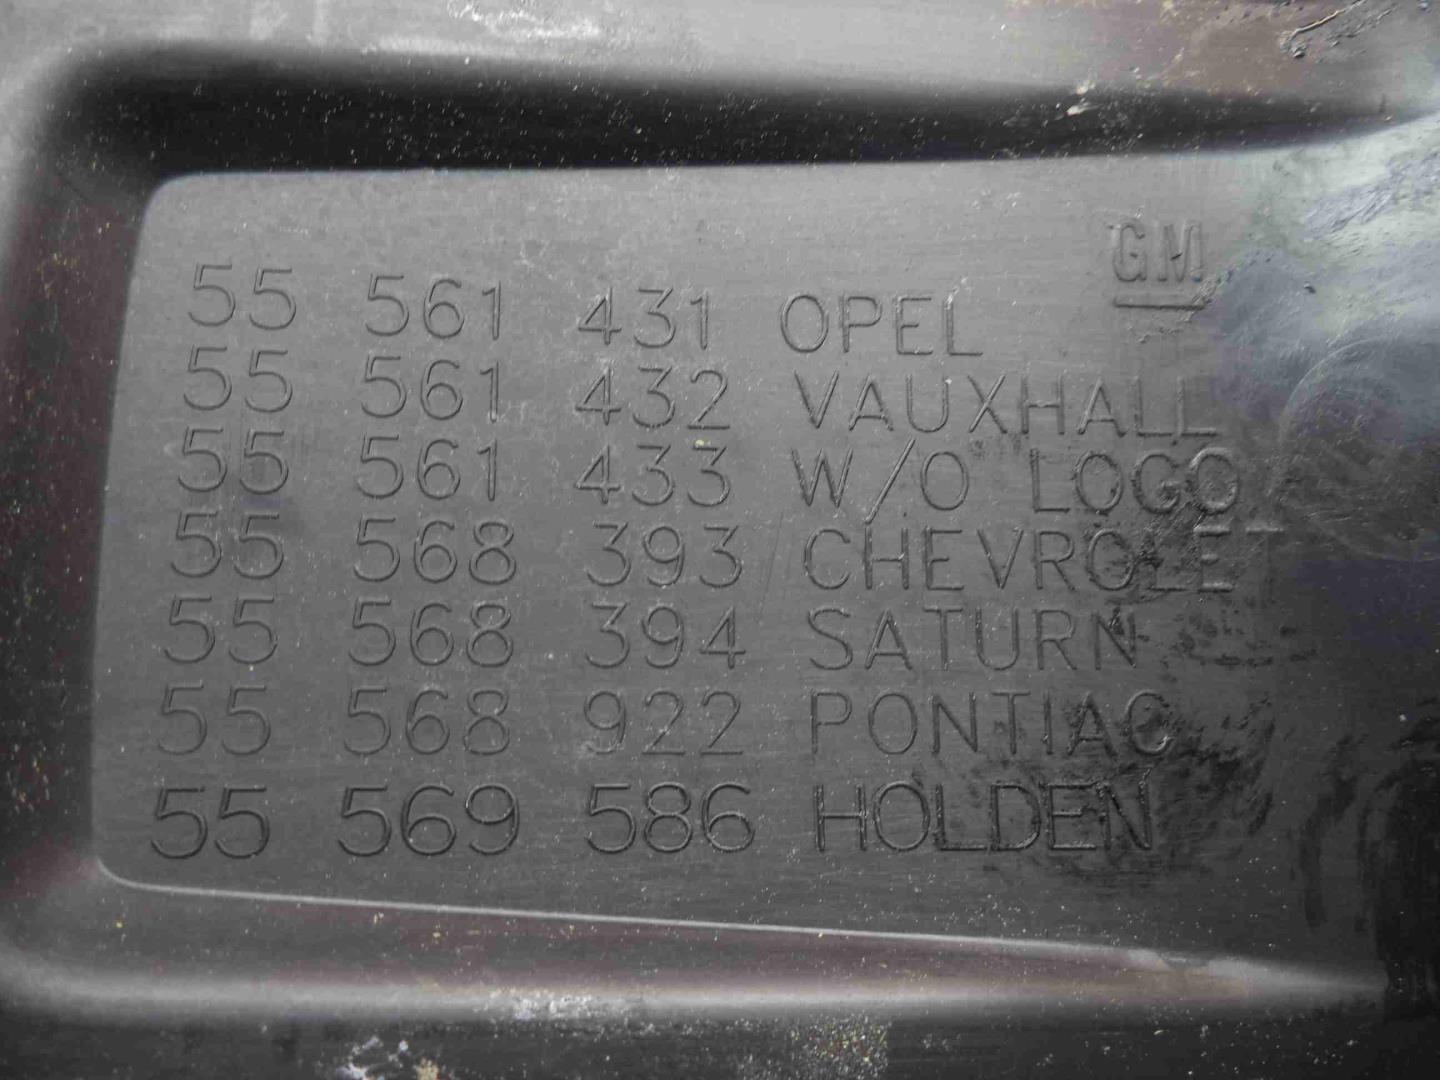 GM
55 561 431 OPEL
55 561 432 VAUXHALL
55 561 433 W/O LOGO
55 568 393 CHEVROLET
55 568 394 SATURN
55 568 922 PONTIAC
55 569 586 HOLDEN